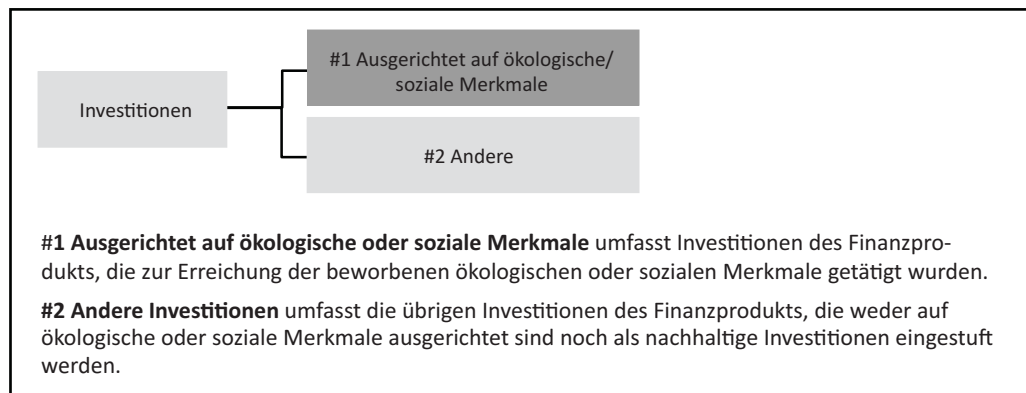 #1 Ausgerichtet auf ökologische/
soziale Merkmale
Investitionen
#2 Andere
#1 Ausgerichtet auf ökologische oder soziale Merkmale umfasst Investitionen des Finanzpro-
dukts, die zur Erreichung der beworbenen ökologischen oder sozialen Merkmale getätigt wurden.
#2 Andere Investitionen umfasst die übrigen Investitionen des Finanzprodukts, die weder auf
ökologische oder soziale Merkmale ausgerichtet sind noch als nachhaltige Investitionen eingestuft
werden.